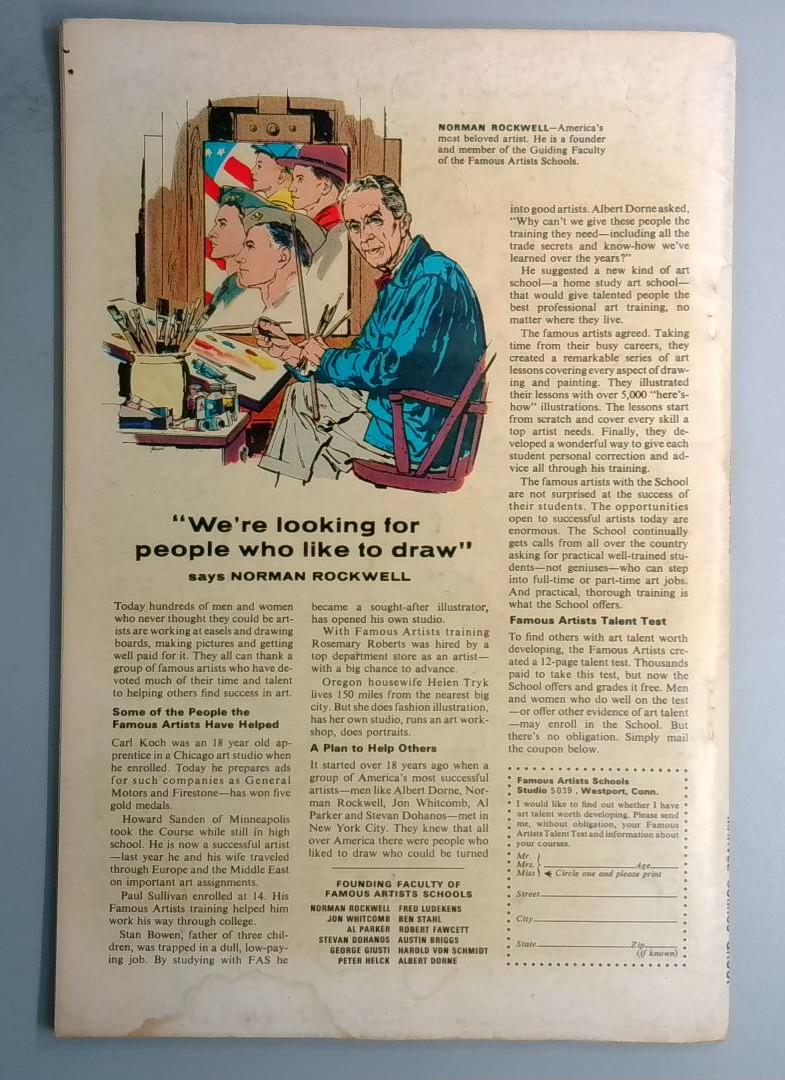 NORMAN ROCKWELL—America's
most beloved artist. He is a founder
and member of the Guiding Faculty
of the Famous Artists Schools.
"We're looking for
people who like to draw"
says NORMAN ROCKWELL
Today hundreds of men and women
who never thought they could be art-
ists are working at easels and drawing
boards, making pictures and getting
well paid for it. They all can thank a
group of famous artists who have de-
voted much of their time and talent
to helping others find success in art.
Some of the People the
Famous Artists Have Helped
Carl Koch was an 18 year old ap-
prentice in a Chicago art studio when
he enrolled. Today he prepares ads
for such companies as General
Motors and Firestone—has won five
gold medals.
Howard Sanden of Minneapolis
took the Course while still in high
school. He is now a successful artist
—last year he and his wife traveled
through Europe and the Middle East
on important art assignments.
Paul Sullivan enrolled at 14. His
Famous Artists training helped him
work his way through college.
Stan Bowen, father of three chil-
dren, was trapped in a dull, low-pay-
ing job. By studying with FAS he
became a sought-after illustrator,
has opened his own studio.
With Famous Artists training
Rosemary Roberts was hired by a
top department store as an artist—
with a big chance to advance.
Oregon housewife Helen Tryk
lives 150 miles from the nearest big
city. But she does fashion illustration,
has her own studio, runs an art work-
shop, does portraits.
A Plan to Help Others
It started over 18 years ago when a
group of America's most successful
artists—men like Albert Dorne, Nor-
man Rockwell, Jon Whitcomb, Al
Parker and Stevan Dohanos—met in
New York City. They knew that all
over America there were people who
liked to draw who could be turned
FOUNDING FACULTY OF
FAMOUS ARTISTS SCHOOLS
NORMAN ROCKWELL FRED LUDEKENS
JON WHITCOMB BEN STAHL
AL PARKER ROBERT FAWCETT
STEVAN DOHANOS AUSTIN BRIGGS
GEORGE GIUSTI HAROLD VON SCHMIDT
PETER HELCK ALBERT DORNE
into good artists. Albert Dorne asked,
"Why can't we give these people the
training they need—including all the
trade secrets and know-how we've
learned over the years?"
He suggested a new kind of art
school—a home study art school—
that would give talented people the
best professional art training, no
matter where they live.
The famous artists agreed. Taking
time from their busy careers, they
created a remarkable series of art
lessons covering every aspect of draw-
ing and painting. They illustrated
their lessons with over 5,000 "here's-
how" illustrations. The lessons start
from scratch and cover every skill a
top artist needs. Finally, they de-
veloped a wonderful way to give each
student personal correction and ad-
vice all through his training.
The famous artists with the School
are not surprised at the success of
their students. The opportunities
open to successful artists today are
enormous. The School continually
gets calls from all over the country
asking for practical well-trained stu-
dents—not geniuses—who can step
into full-time or part-time art jobs.
And practical, thorough training is
what the School offers.
Famous Artists Talent Test
To find others with art talent worth
developing, the Famous Artists cre-
ated a 12-page talent test. Thousands
paid to take this test, but now the
School offers and grades it free. Men
and women who do well on the test
—or offer other evidence of art talent
—may enroll in the School. But
there's no obligation. Simply mail
the coupon below.
Famous Artists Schools
Studio 5039, Westport, Conn.
I would like to find out whether I have
art talent worth developing. Please send
me, without obligation, your Famous
Artists Talent Test and information about
your courses.
Mr.
Mrs. Age
Miss Circle one and please print
Street
City
State Zip
(if known)